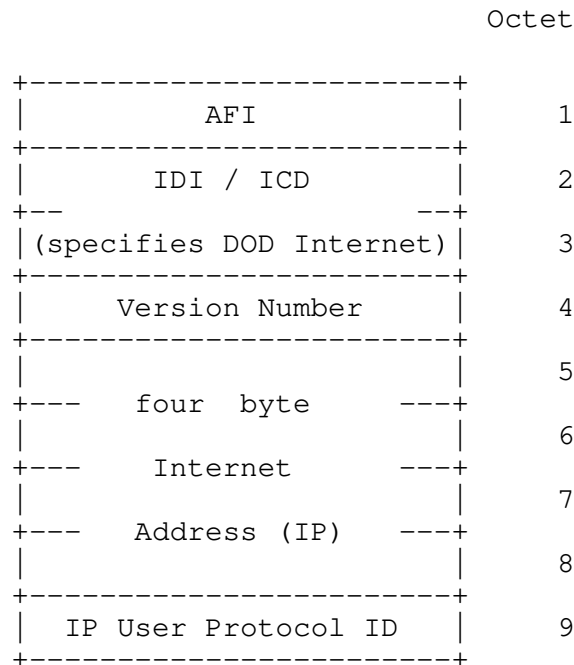 Octet
AFI 1
IDI / ICD 2
(specifies DOD Internet) 3
Version Number 4
5
four byte
6
Internet
7
Address (IP)
8
IP User Protocol ID 9